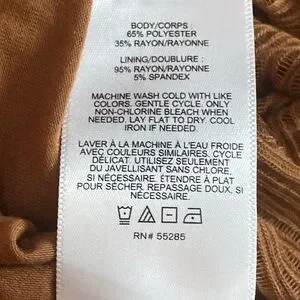 BODY/CORPS :
65% POLYESTER
35% RAYON/RAYONNE
LINING/DOUBLURE :
95% RAYON/RAYONNE
5% SPANDEX
MACHINE WASH COLD WITH LIKE
COLORS. GENTLE CYCLE. ONLY
NON-CHLORINE BLEACH WHEN
NEEDED. LAY FLAT TO DRY. COOL
IRON IF NEEDED.
LAVER À LA MACHINE À L'EAU FROIDE
AVEC COULEURS SIMILAIRES. CYCLE
DÉLICAT. UTILISEZ SEULEMENT
DU JAVELLISANT SANS CHLORE,
SI NÉCESSAIRE. ÉTENDRE À PLAT
POUR SÉCHER. REPASSAGE DOUX, SI
NÉCESSAIRE.
RN# 55285